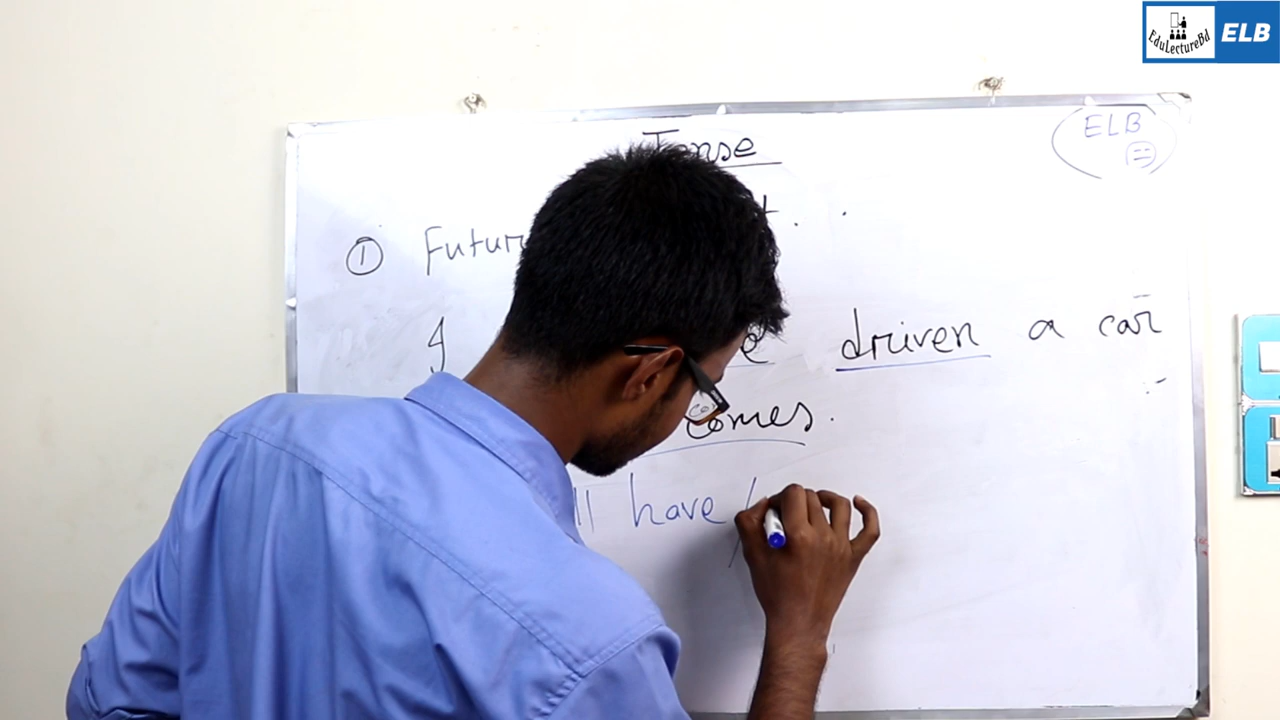 EduLectureBd ELB
ELB
Tense
① Futur
I driven a car
comes.
ll have /